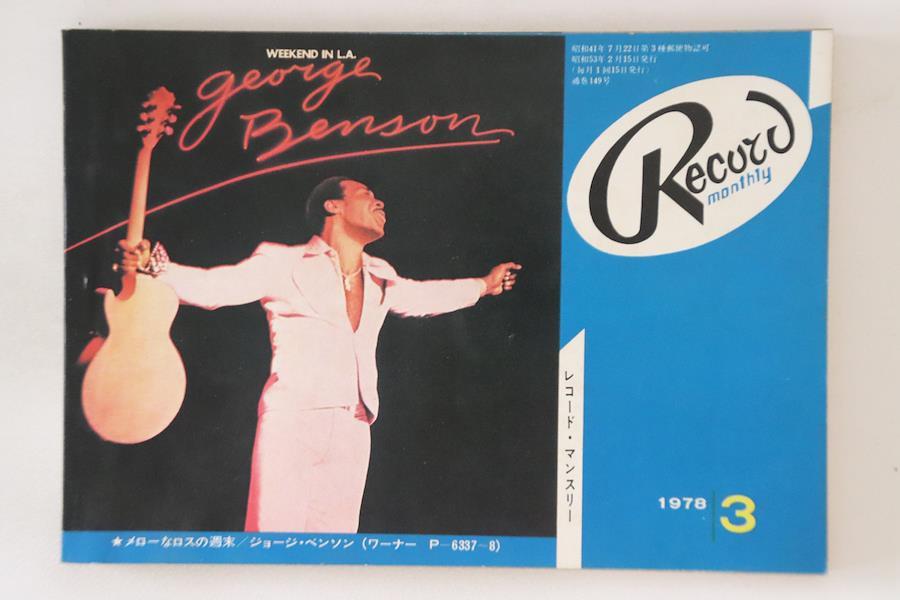 WEEKEND IN L.A.
george
Benson
昭和41年7月22日第3種郵便物認可
昭和53年2月15日発行
(毎月1回15日発行)
通巻149号
Record
monthly
レコード・マンスリー
1978 3
★メローなロスの週末/ジョージ・ベンソン(ワーナー P-6337~8)